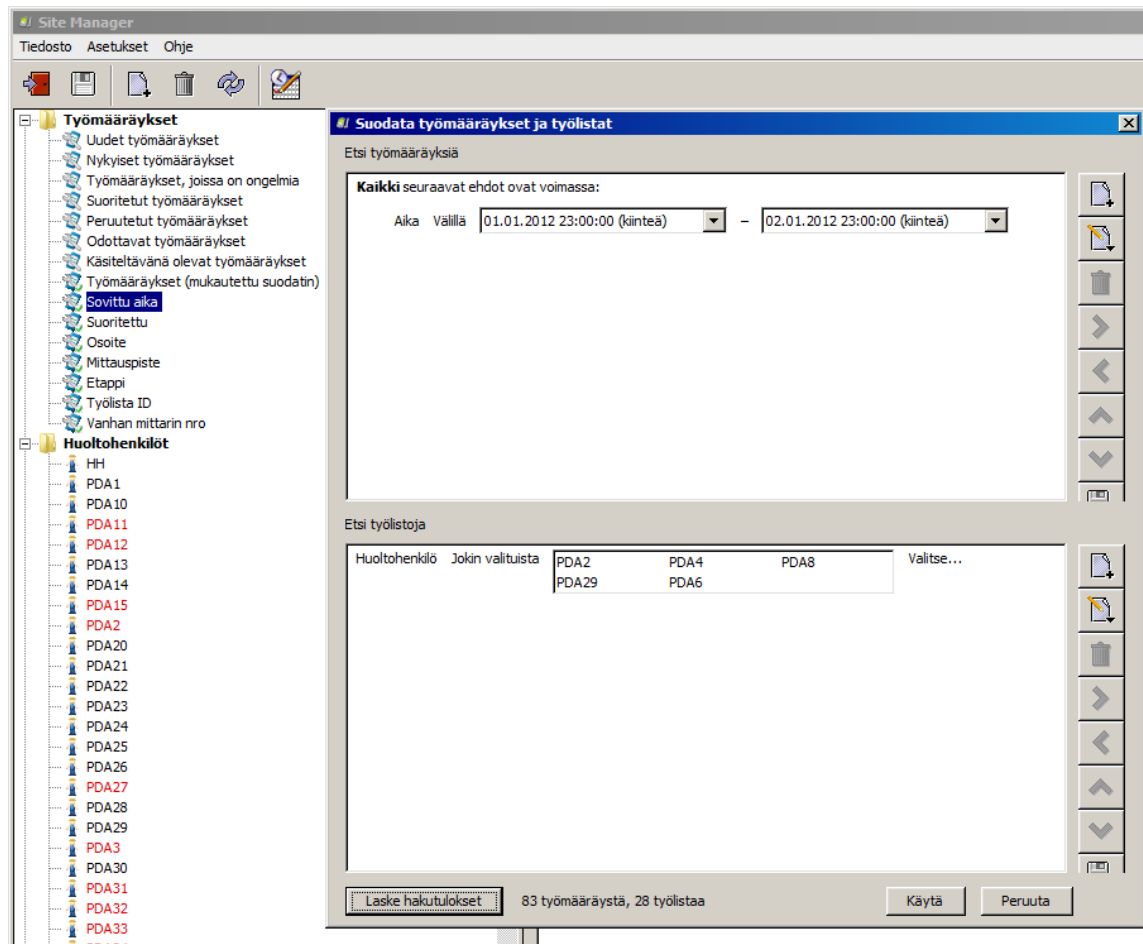 Site Manager
Tiedosto Asetukset Ohje
Työmääräykset
Uudet työmääräykset
Nykyiset työmääräykset
Työmääräykset, joissa on ongelmia
Suoritetut työmääräykset
Peruutetut työmääräykset
Odottavat työmääräykset
Käsiteltävänä olevat työmääräykset
Työmääräykset (mukautettu suodatin)
Sovittu aika
Suoritettu
Osoite
Mittauspiste
Etappi
Työlista ID
Vanhan mittarin nro
Huoltohenkilöt
HH
PDA1
PDA10
PDA11
PDA12
PDA13
PDA14
PDA15
PDA2
PDA20
PDA21
PDA22
PDA23
PDA24
PDA25
PDA26
PDA27
PDA28
PDA29
PDA3
PDA30
PDA31
PDA32
PDA33
Suodata työmääräykset ja työlistat
Etsi työmääräyksiä
Kaikki seuraavat ehdot ovat voimassa:
Aika Välillä 01.01.2012 23:00:00 (kiinteä) – 02.01.2012 23:00:00 (kiinteä)
Etsi työlistoja
Huoltohenkilö Jokin valituista PDA2 PDA4 PDA8 Valitse...
PDA29 PDA6
Laske hakutulokset 83 työmääräystä, 28 työlistaa Käytä Peruuta